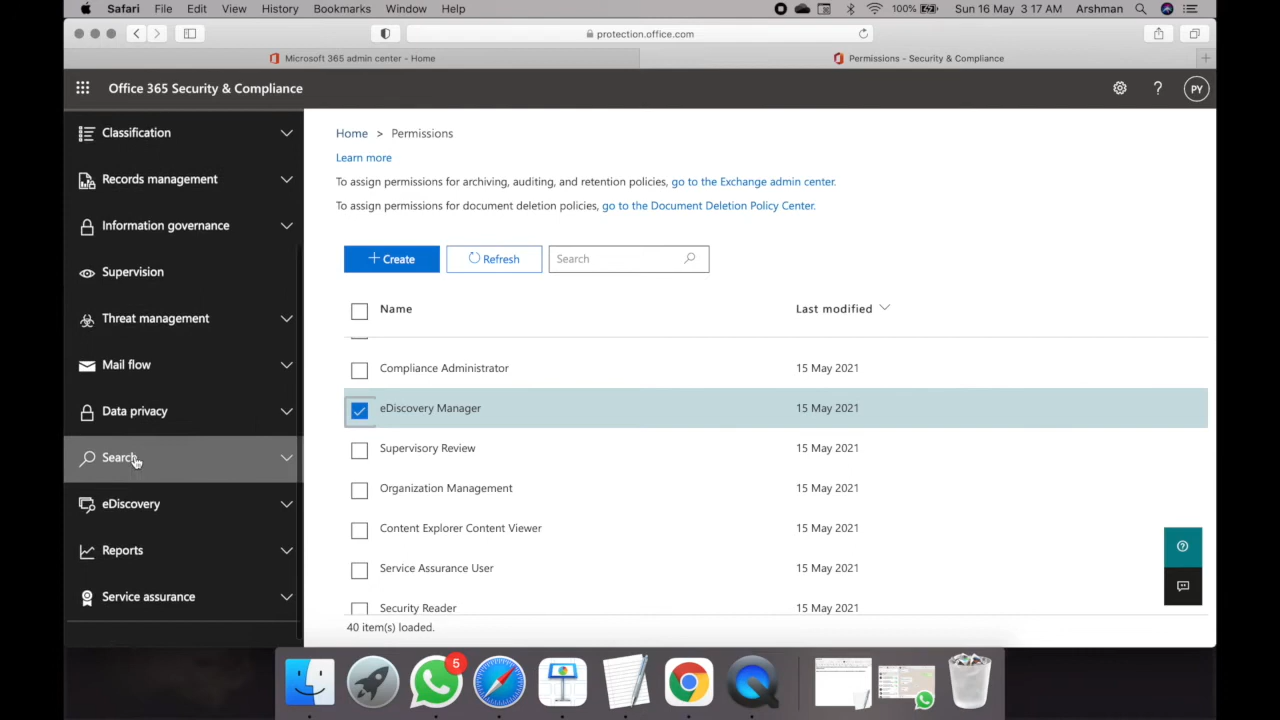 Safari File Edit View History Bookmarks Window Help 100% Sun 16 May 3 17 AM Arshman
protection.office.com
Microsoft 365 admin center - Home
Permissions - Security & Compliance
Office 365 Security & Compliance
? PY
Classification
Records management
Information governance
Supervision
Threat management
Mail flow
Data privacy
Search
eDiscovery
Reports
Service assurance
Home > Permissions
Learn more
To assign permissions for archiving, auditing, and retention policies, go to the Exchange admin center.
To assign permissions for document deletion policies, go to the Document Deletion Policy Center.
+ Create Refresh Search
Name Last modified
Compliance Administrator 15 May 2021
eDiscovery Manager 15 May 2021
Supervisory Review 15 May 2021
Organization Management 15 May 2021
Content Explorer Content Viewer 15 May 2021
Service Assurance User 15 May 2021
Security Reader 15 May 2021
40 item(s) loaded.
5